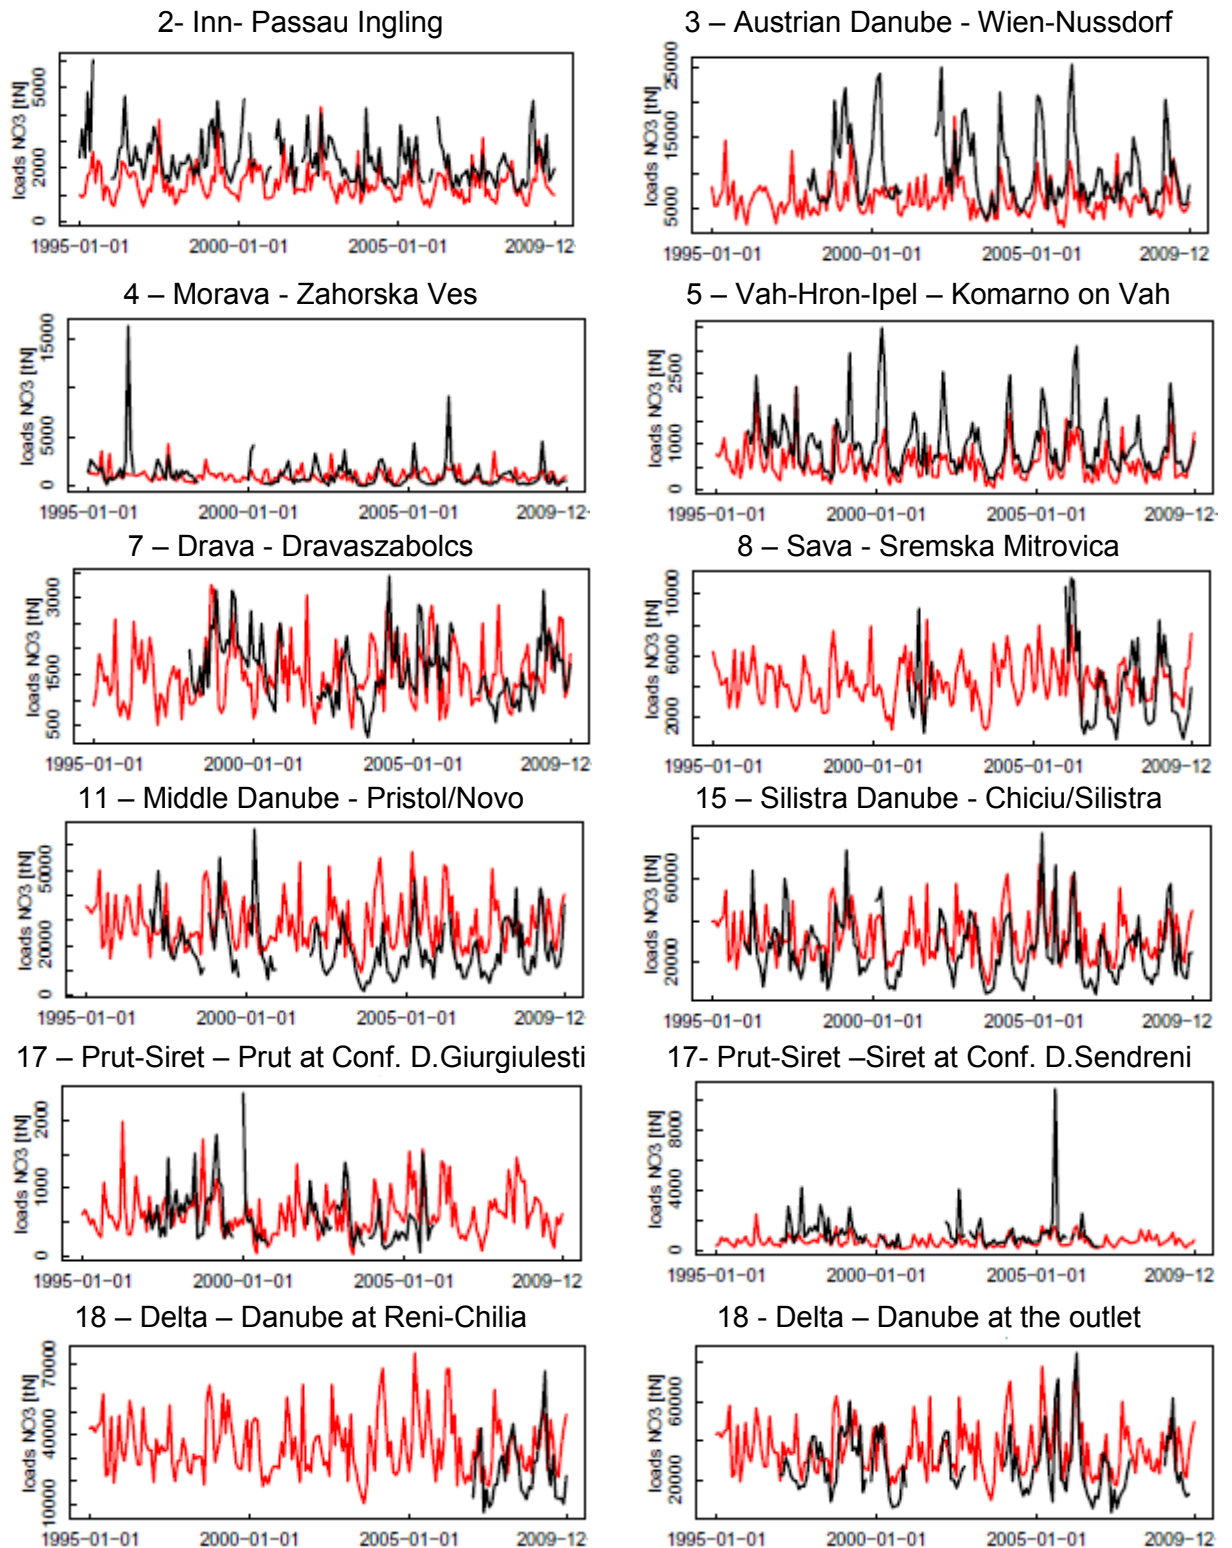 2- Inn- Passau Ingling
3 – Austrian Danube - Wien-Nussdorf
loads NO3 [tN]
0 2000 5000
1995-01-01 2000-01-01 2005-01-01 2009-12
loads NO3 [tN]
5000 15000 25000
1995-01-01 2000-01-01 2005-01-01 2009-12
4 – Morava - Zahorska Ves
5 – Vah-Hron-Ipel – Komarno on Vah
loads NO3 [tN]
0 5000 15000
1995-01-01 2000-01-01 2005-01-01 2009-12-
loads NO3 [tN]
0 1000 2500
1995-01-01 2000-01-01 2005-01-01 2009-12-
7 – Drava - Dravaszabolcs
8 – Sava - Sremska Mitrovica
loads NO3 [tN]
500 1500 3000
1995-01-01 2000-01-01 2005-01-01 2009-12
loads NO3 [tN]
2000 6000 10000
1995-01-01 2000-01-01 2005-01-01 2009-12
11 – Middle Danube - Pristol/Novo
15 – Silistra Danube - Chiciu/Silistra
loads NO3 [tN]
0 20000 50000
1995-01-01 2000-01-01 2005-01-01 2009-12
loads NO3 [tN]
20000 60000
1995-01-01 2000-01-01 2005-01-01 2009-12
17 – Prut-Siret – Prut at Conf. D.Giurgiulesti
17- Prut-Siret –Siret at Conf. D.Sendreni
loads NO3 [tN]
0 1000 2000
1995-01-01 2000-01-01 2005-01-01 2009-12
loads NO3 [tN]
0 4000 8000
1995-01-01 2000-01-01 2005-01-01 2009-12
18 – Delta – Danube at Reni-Chilia
18 - Delta – Danube at the outlet
loads NO3 [tN]
10000 40000 70000
1995-01-01 2000-01-01 2005-01-01 2009-12
loads NO3 [tN]
20000 60000
1995-01-01 2000-01-01 2005-01-01 2009-12